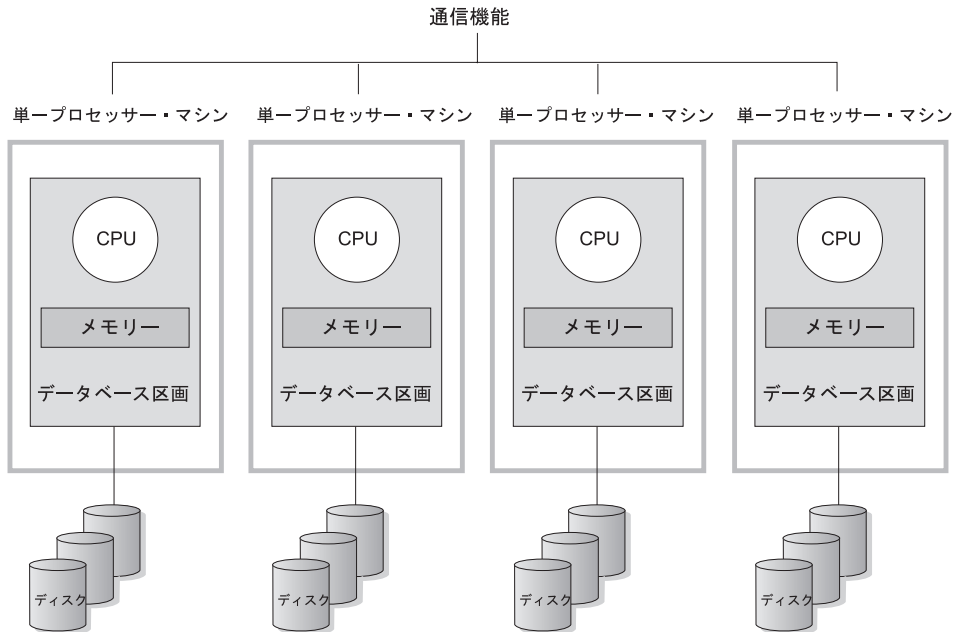 通信機能
単一プロセッサー・マシン 単一プロセッサー・マシン 単一プロセッサー・マシン 単一プロセッサー・マシン
CPU CPU CPU CPU
メモリー メモリー メモリー メモリー
データベース区画 データベース区画 データベース区画 データベース区画
ディスク ディスク ディスク ディスク